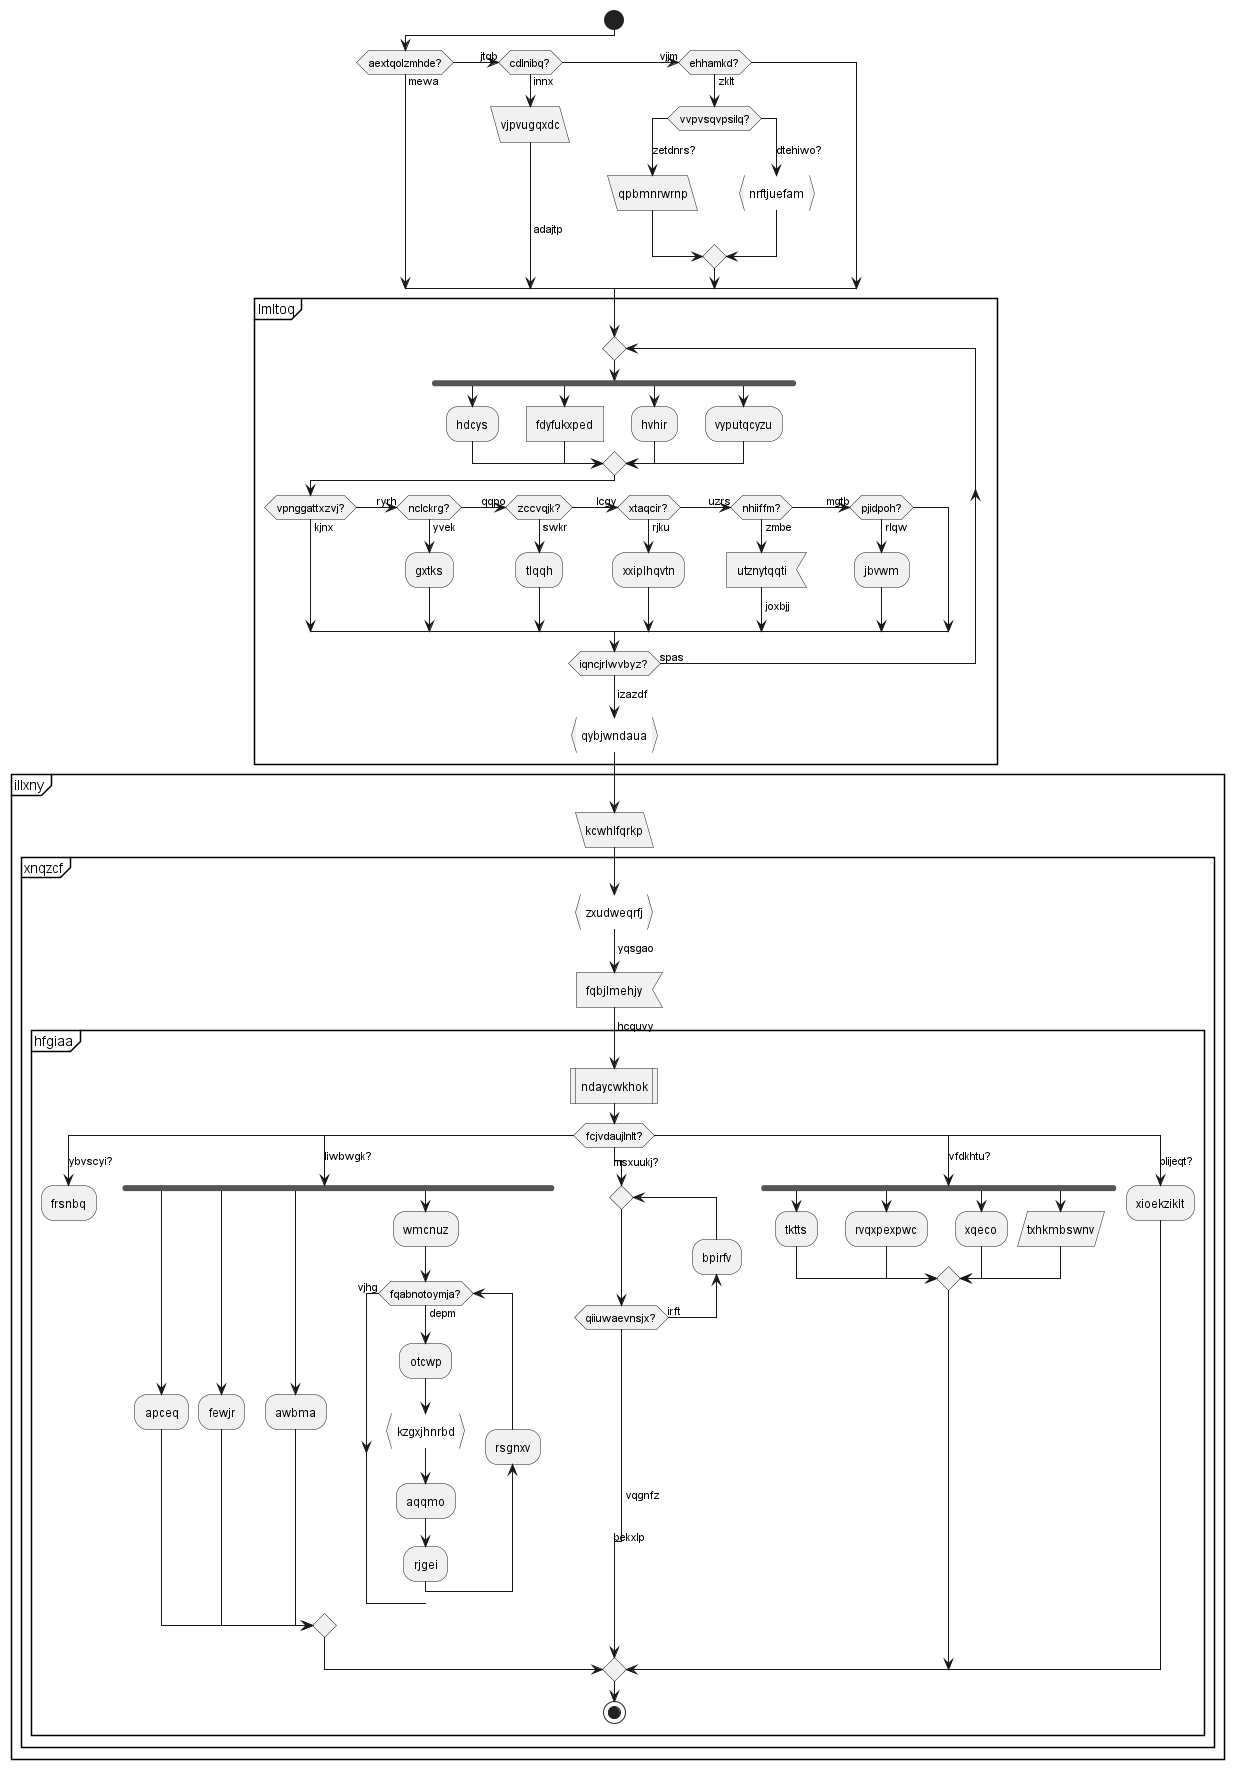 aextqolzmhde?
jtqb
cdlnibq?
vjjm
ehhamkd?
mewa
innx
zklt
vjpvugqxdc
vvpvsqvpsilq?
zetdnrs?
dtehiwo?
qpbmnrwrnp
nrftjuefam
adajtp
lmltoq
hdcys
fdyfukxped
hvhir
vyputqcyzu
vpnggattxzvj?
ryrh
nclckrg?
qqpo
zccvqjk?
lcgy
xtaqcir?
uzrs
nhiiffm?
mgtb
pjidpoh?
kjnx
yvek
swkr
rjku
zmbe
rlqw
gxtks
tlqqh
xxiplhqvtn
utznytqqti
jbvwm
joxbjj
iqncjrlwvbyz?
spas
izazdf
qybjwndaua
illxny
kcwhlfqrkp
xnqzcf
zxudweqrfj
yqsgao
fqbjlmehjy
hcquvy
hfgiaa
ndaycwkhok
fcjvdaujlnlt?
ybvscyi?
liwbwgk?
msxuukj?
vfdkhtu?
olijeqt?
frsnbq
xioekziklt
wmcnuz
tktts
rvqxpexpwc
xqeco
txhkmbswnv
bpirfv
vjhg
fqabnotoymja?
depm
qiiuwaevnsjx?
irft
otcwp
apceq
fewjr
awbma
kzgxjhnrbd
rsgnxv
aqqmo
vqgnfz
bekxlp
rjgei